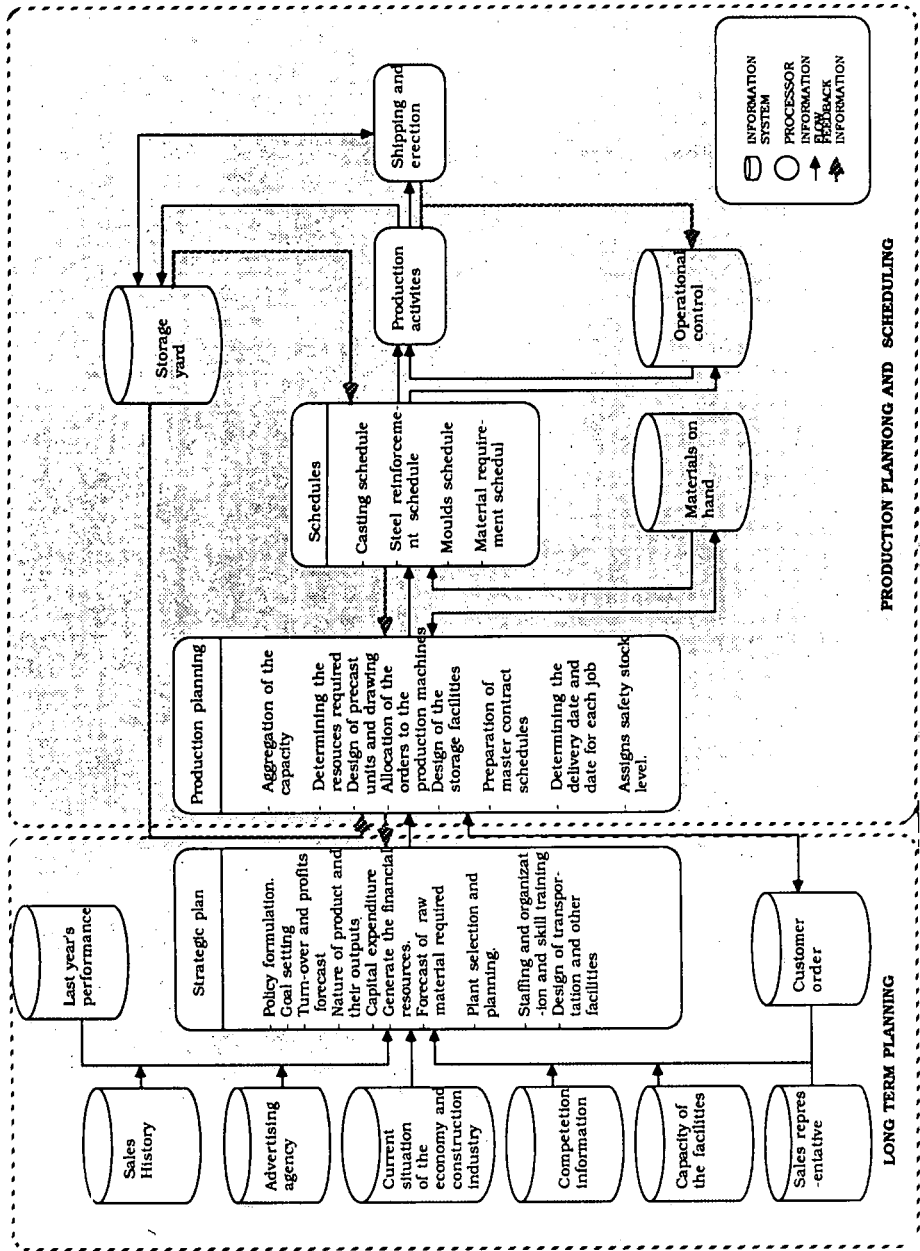 Last year's
performance
Sales
History
Advertising
agency
Current
situation
of the
economy and
construction
industry
Competetion
information
Capacity of
the facilities
Sales repres
-entative
Customer
order
Strategic plan
Policy formulation.
Goal setting
Turn-over and profits
forecast
Nature of product and
their outputs
Capital expenditure
Generate the financial
resources.
Forecast of raw
material required
Plant selection and
planning.
Staffing and organizat
-ion and skill training
Design of transpor-
tation and other
facilities
LONG TERM PLANNING
Production planning
Aggregation of the
capacity
Determining the
resouces required
Design of precast
units and drawing
Allocation of the
orders to the
production machines
Design of the
storage facilities
Preparation of
master contract
schedules
Determining the
delivery date and
date for each job
Assigns safety stock
level.
Schedules
Casting schedule
Steel reinforceme-
nt schedule
Moulds schedule
Material require-
ment schedul
Storage
yard
Production
activites
Shipping and
erection
Materials on
hand
Operational
control
PRODUCTION PLANNONG AND SCHEDULING
INFORMATION
SYSTEM
PROCESSOR
INFORMATION
FLOW
FEEDBACK
INFORMATION